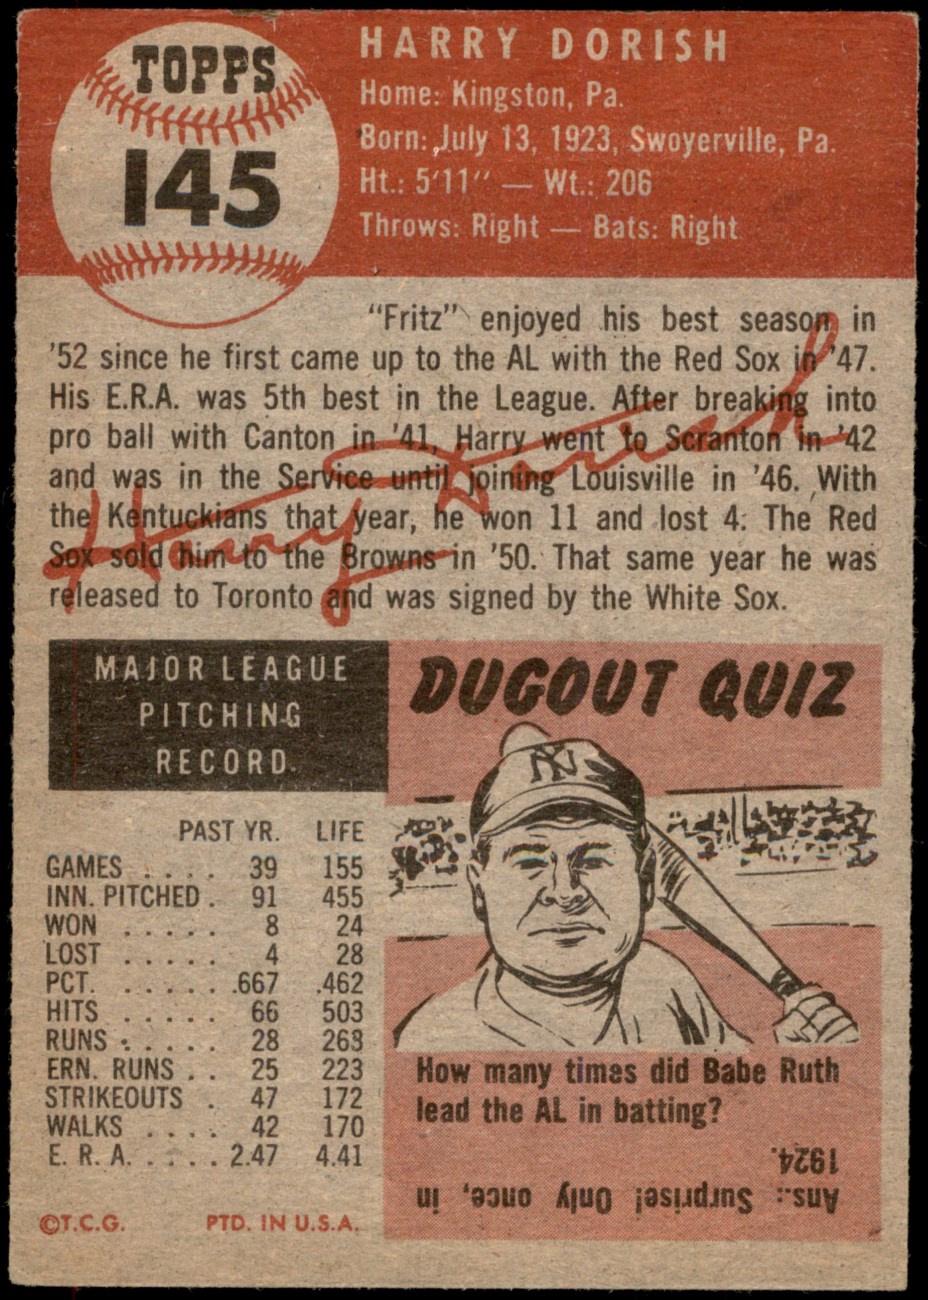 TOPPS
145
HARRY DORISH
Home: Kingston, Pa.
Born: July 13, 1923, Swoyerville, Pa.
Ht.: 5'11" — Wt.: 206
Throws: Right — Bats: Right
"Fritz" enjoyed his best season in
'52 since he first came up to the AL with the Red Sox in '47.
His E.R.A. was 5th best in the League. After breaking into
pro ball with Canton in '41, Harry went to Scranton in '42
and was in the Service until joining Louisville in '46. With
the Kentuckians that year, he won 11 and lost 4. The Red
Sox sold him to the Browns in '50. That same year he was
released to Toronto and was signed by the White Sox.
Harry Dorish
MAJOR LEAGUE
PITCHING
RECORD
PAST YR. LIFE
GAMES . . . . 39 155
INN. PITCHED . 91 455
WON . . . . . 8 24
LOST . . . . . 4 28
PCT. . . . . . .667 .462
HITS . . . . . 66 503
RUNS . . . . . 28 263
ERN. RUNS . . 25 223
STRIKEOUTS . 47 172
WALKS . . . . 42 170
E. R. A. . . . . 2.47 4.41
©T.C.G. PTD. IN U.S.A.
DUGOUT QUIZ
NY
How many times did Babe Ruth
lead the AL in batting?
Ans.: Surprise! Only once, in
1924.